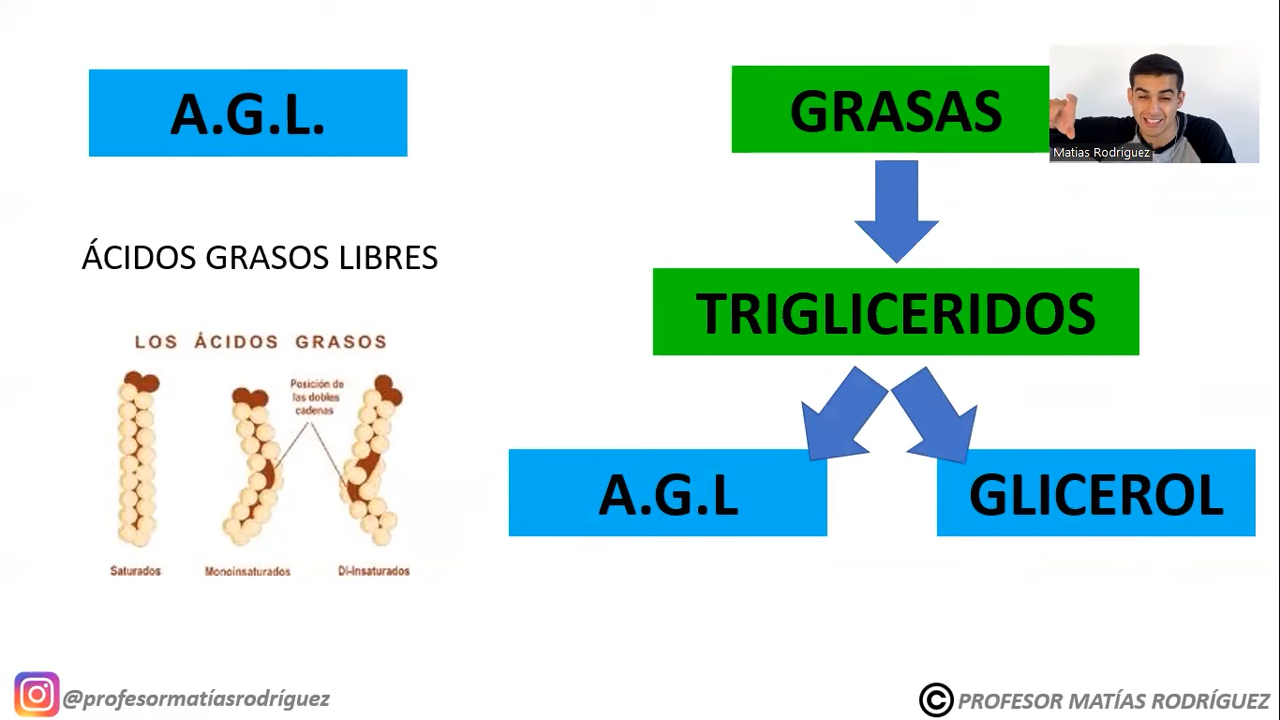 A.G.L.
ÁCIDOS GRASOS LIBRES
LOS ÁCIDOS GRASOS
Posición de
las dobles
cadenas
Saturados
Monoinsaturados
Di-insaturados
GRASAS
Matias Rodriguez
TRIGLICERIDOS
A.G.L
GLICEROL
@profesormatíasrodríguez
© PROFESOR MATÍAS RODRÍGUEZ